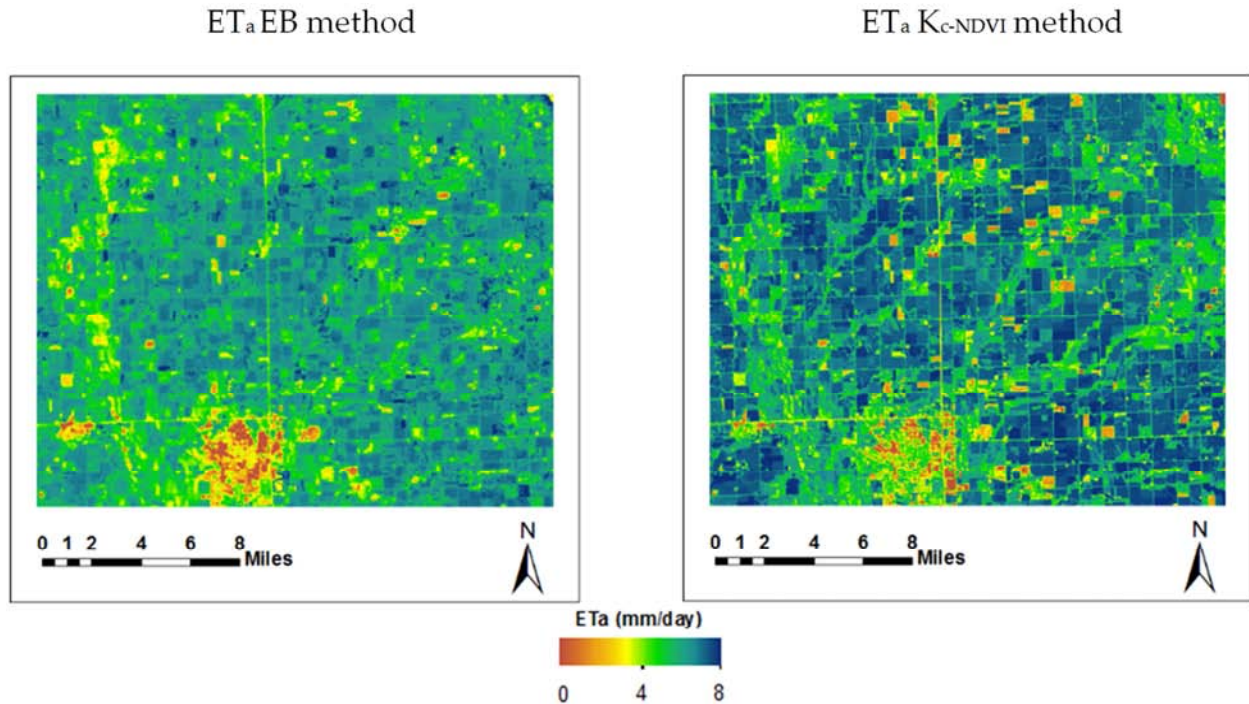 ETa EB method
ETa Kc-NDVI method
N
0 1 2 4 6 8 Miles
N
0 1 2 4 6 8 Miles
ETa (mm/day)
0 4 8